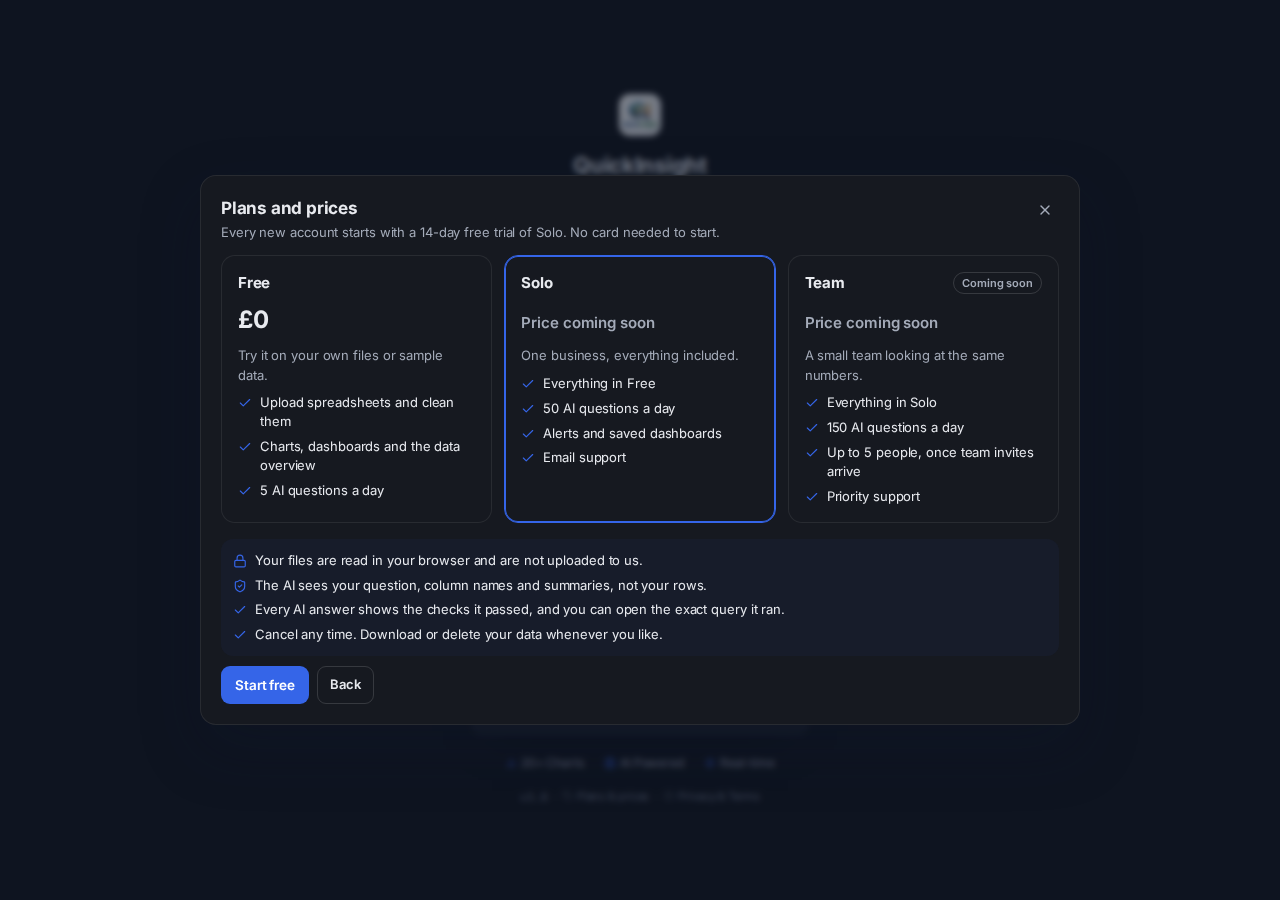 QuickInsight
Plans and prices
Every new account starts with a 14-day free trial of Solo. No card needed to start.
Free
£0
Try it on your own files or sample
data.
Upload spreadsheets and clean
them
Charts, dashboards and the data
overview
5 AI questions a day
Solo
Price coming soon
One business, everything included.
Everything in Free
50 AI questions a day
Alerts and saved dashboards
Email support
Team
Coming soon
Price coming soon
A small team looking at the same
numbers.
Everything in Solo
150 AI questions a day
Up to 5 people, once team invites
arrive
Priority support
Your files are read in your browser and are not uploaded to us.
The AI sees your question, column names and summaries, not your rows.
Every AI answer shows the checks it passed, and you can open the exact query it ran.
Cancel any time. Download or delete your data whenever you like.
Start free
Back